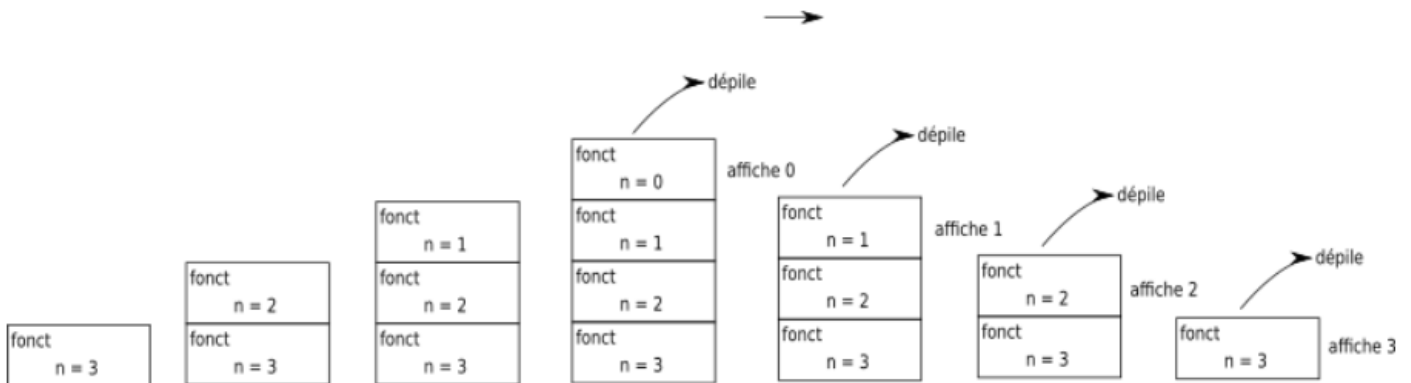 fonct
n = 3
fonct
n = 2
fonct
n = 3
fonct
n = 1
fonct
n = 2
fonct
n = 3
dépile
fonct
n = 0
affiche 0
fonct
n = 1
fonct
n = 2
fonct
n = 3
dépile
fonct
n = 1
affiche 1
fonct
n = 2
fonct
n = 3
dépile
fonct
n = 2
affiche 2
fonct
n = 3
dépile
fonct
n = 3
affiche 3